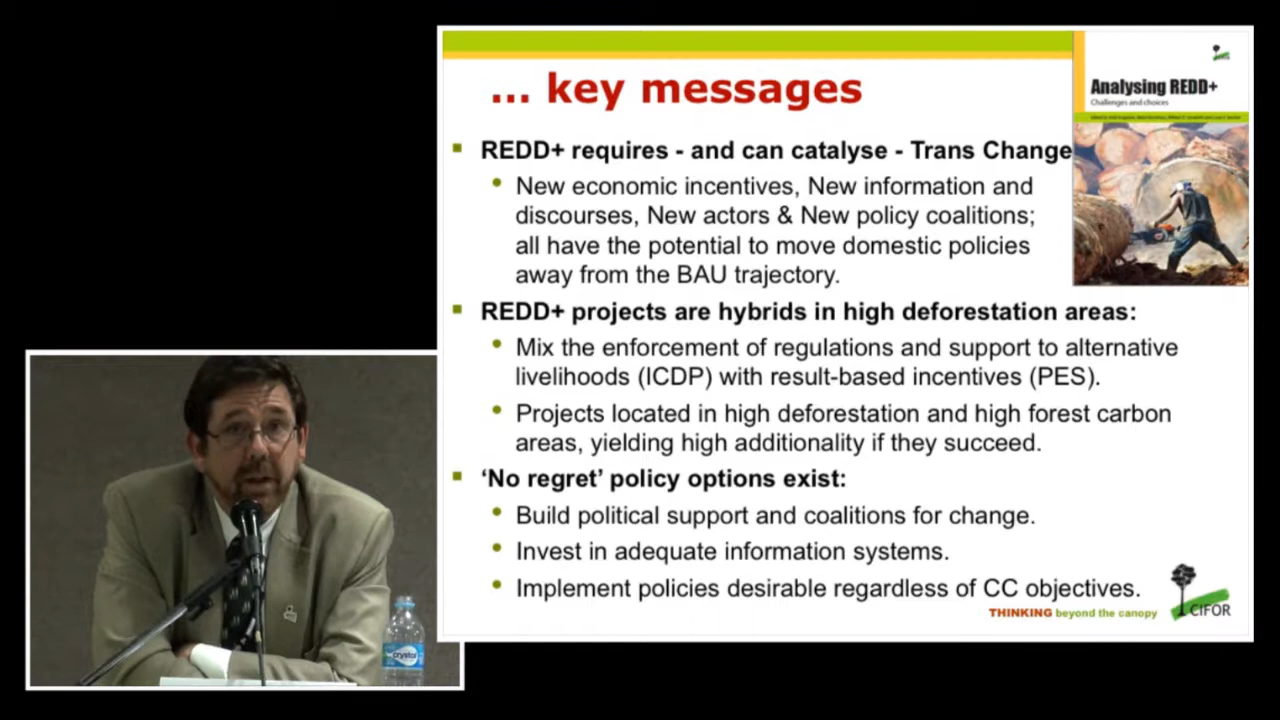 ... key messages
REDD+ requires - and can catalyse - Trans Change
New economic incentives, New information and
discourses, New actors & New policy coalitions;
all have the potential to move domestic policies
away from the BAU trajectory.
REDD+ projects are hybrids in high deforestation areas:
Mix the enforcement of regulations and support to alternative
livelihoods (ICDP) with result-based incentives (PES).
Projects located in high deforestation and high forest carbon
areas, yielding high additionality if they succeed.
‘No regret’ policy options exist:
Build political support and coalitions for change.
Invest in adequate information systems.
Implement policies desirable regardless of CC objectives.
THINKING beyond the canopy
CIFOR
CIFOR
Analysing REDD+
Challenges and choices
crystal